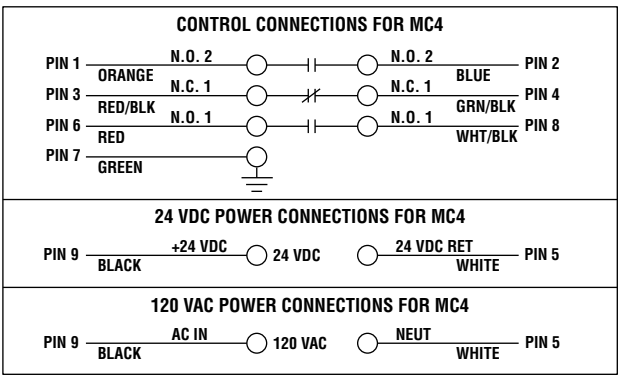 CONTROL CONNECTIONS FOR MC4
PIN 1 N.O. 2 N.O. 2 PIN 2
ORANGE BLUE
PIN 3 N.C. 1 N.C. 1 PIN 4
RED/BLK GRN/BLK
PIN 6 N.O. 1 N.O. 1 PIN 8
RED WHT/BLK
PIN 7
GREEN
24 VDC POWER CONNECTIONS FOR MC4
PIN 9 +24 VDC 24 VDC 24 VDC RET PIN 5
BLACK WHITE
120 VAC POWER CONNECTIONS FOR MC4
PIN 9 AC IN 120 VAC NEUT PIN 5
BLACK WHITE